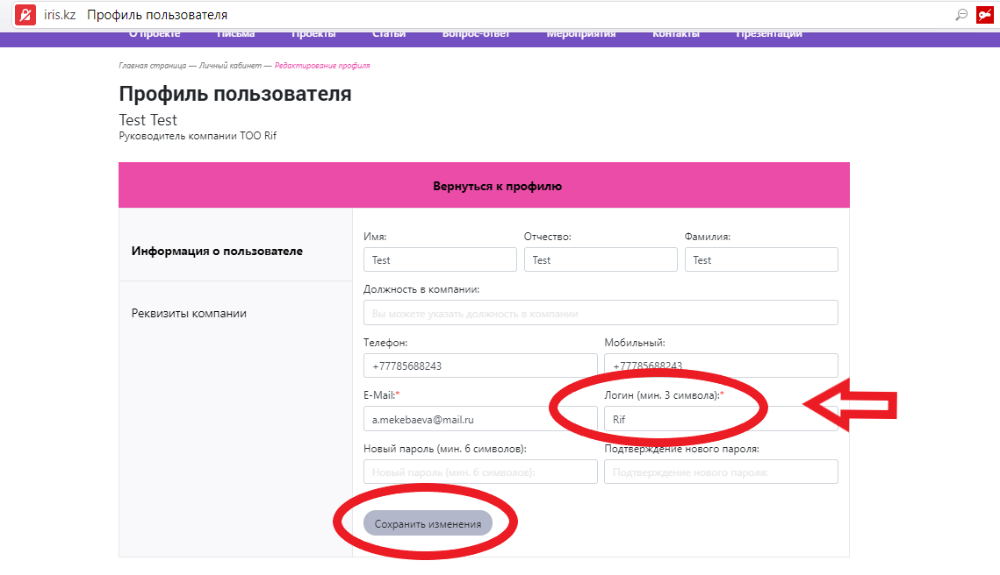 iris.kz Профиль пользователя
О проекте Письма Проекты Статьи Вопрос-ответ Мероприятия Контакты Презентации
Главная страница — Личный кабинет — Редактирование профиля
Профиль пользователя
Test Test
Руководитель компании ТОО Rif
Вернуться к профилю
Информация о пользователе
Реквизиты компании
Имя: Отчество: Фамилия:
Test Test Test
Должность в компании:
Вы можете указать должность в компании
Телефон: Мобильный:
+77785688243 +77785688243
E-Mail:* Логин (мин. 3 символа):*
a.mekebaeva@mail.ru Rif
Новый пароль (мин. 6 символов): Подтверждение нового пароля:
Новый пароль (мин. 6 символов): Подтверждение нового пароля:
Сохранить изменения